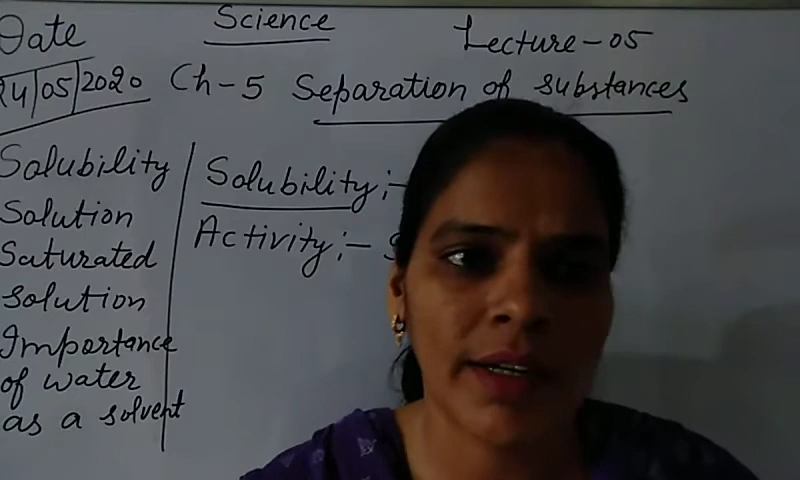 Date Science Lecture-05
24/05/2020 Ch-5 Separation of substances
Solubility
Solution
Saturated
Solution
Importance
of water
as a solvent
Solubility:-
Activity:-